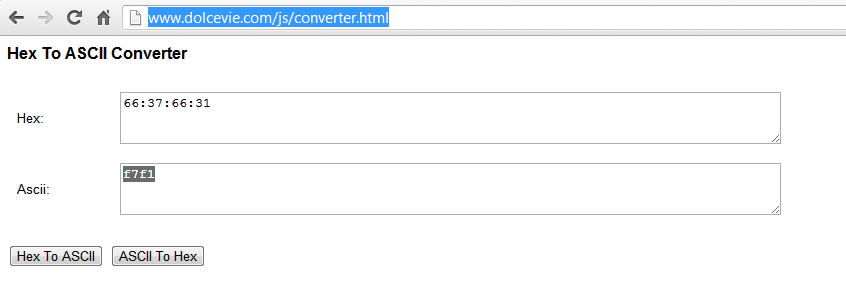 www.dolcevie.com/js/converter.html
Hex To ASCII Converter
Hex:
66:37:66:31
Ascii:
f7f1
Hex To ASCII
ASCII To Hex